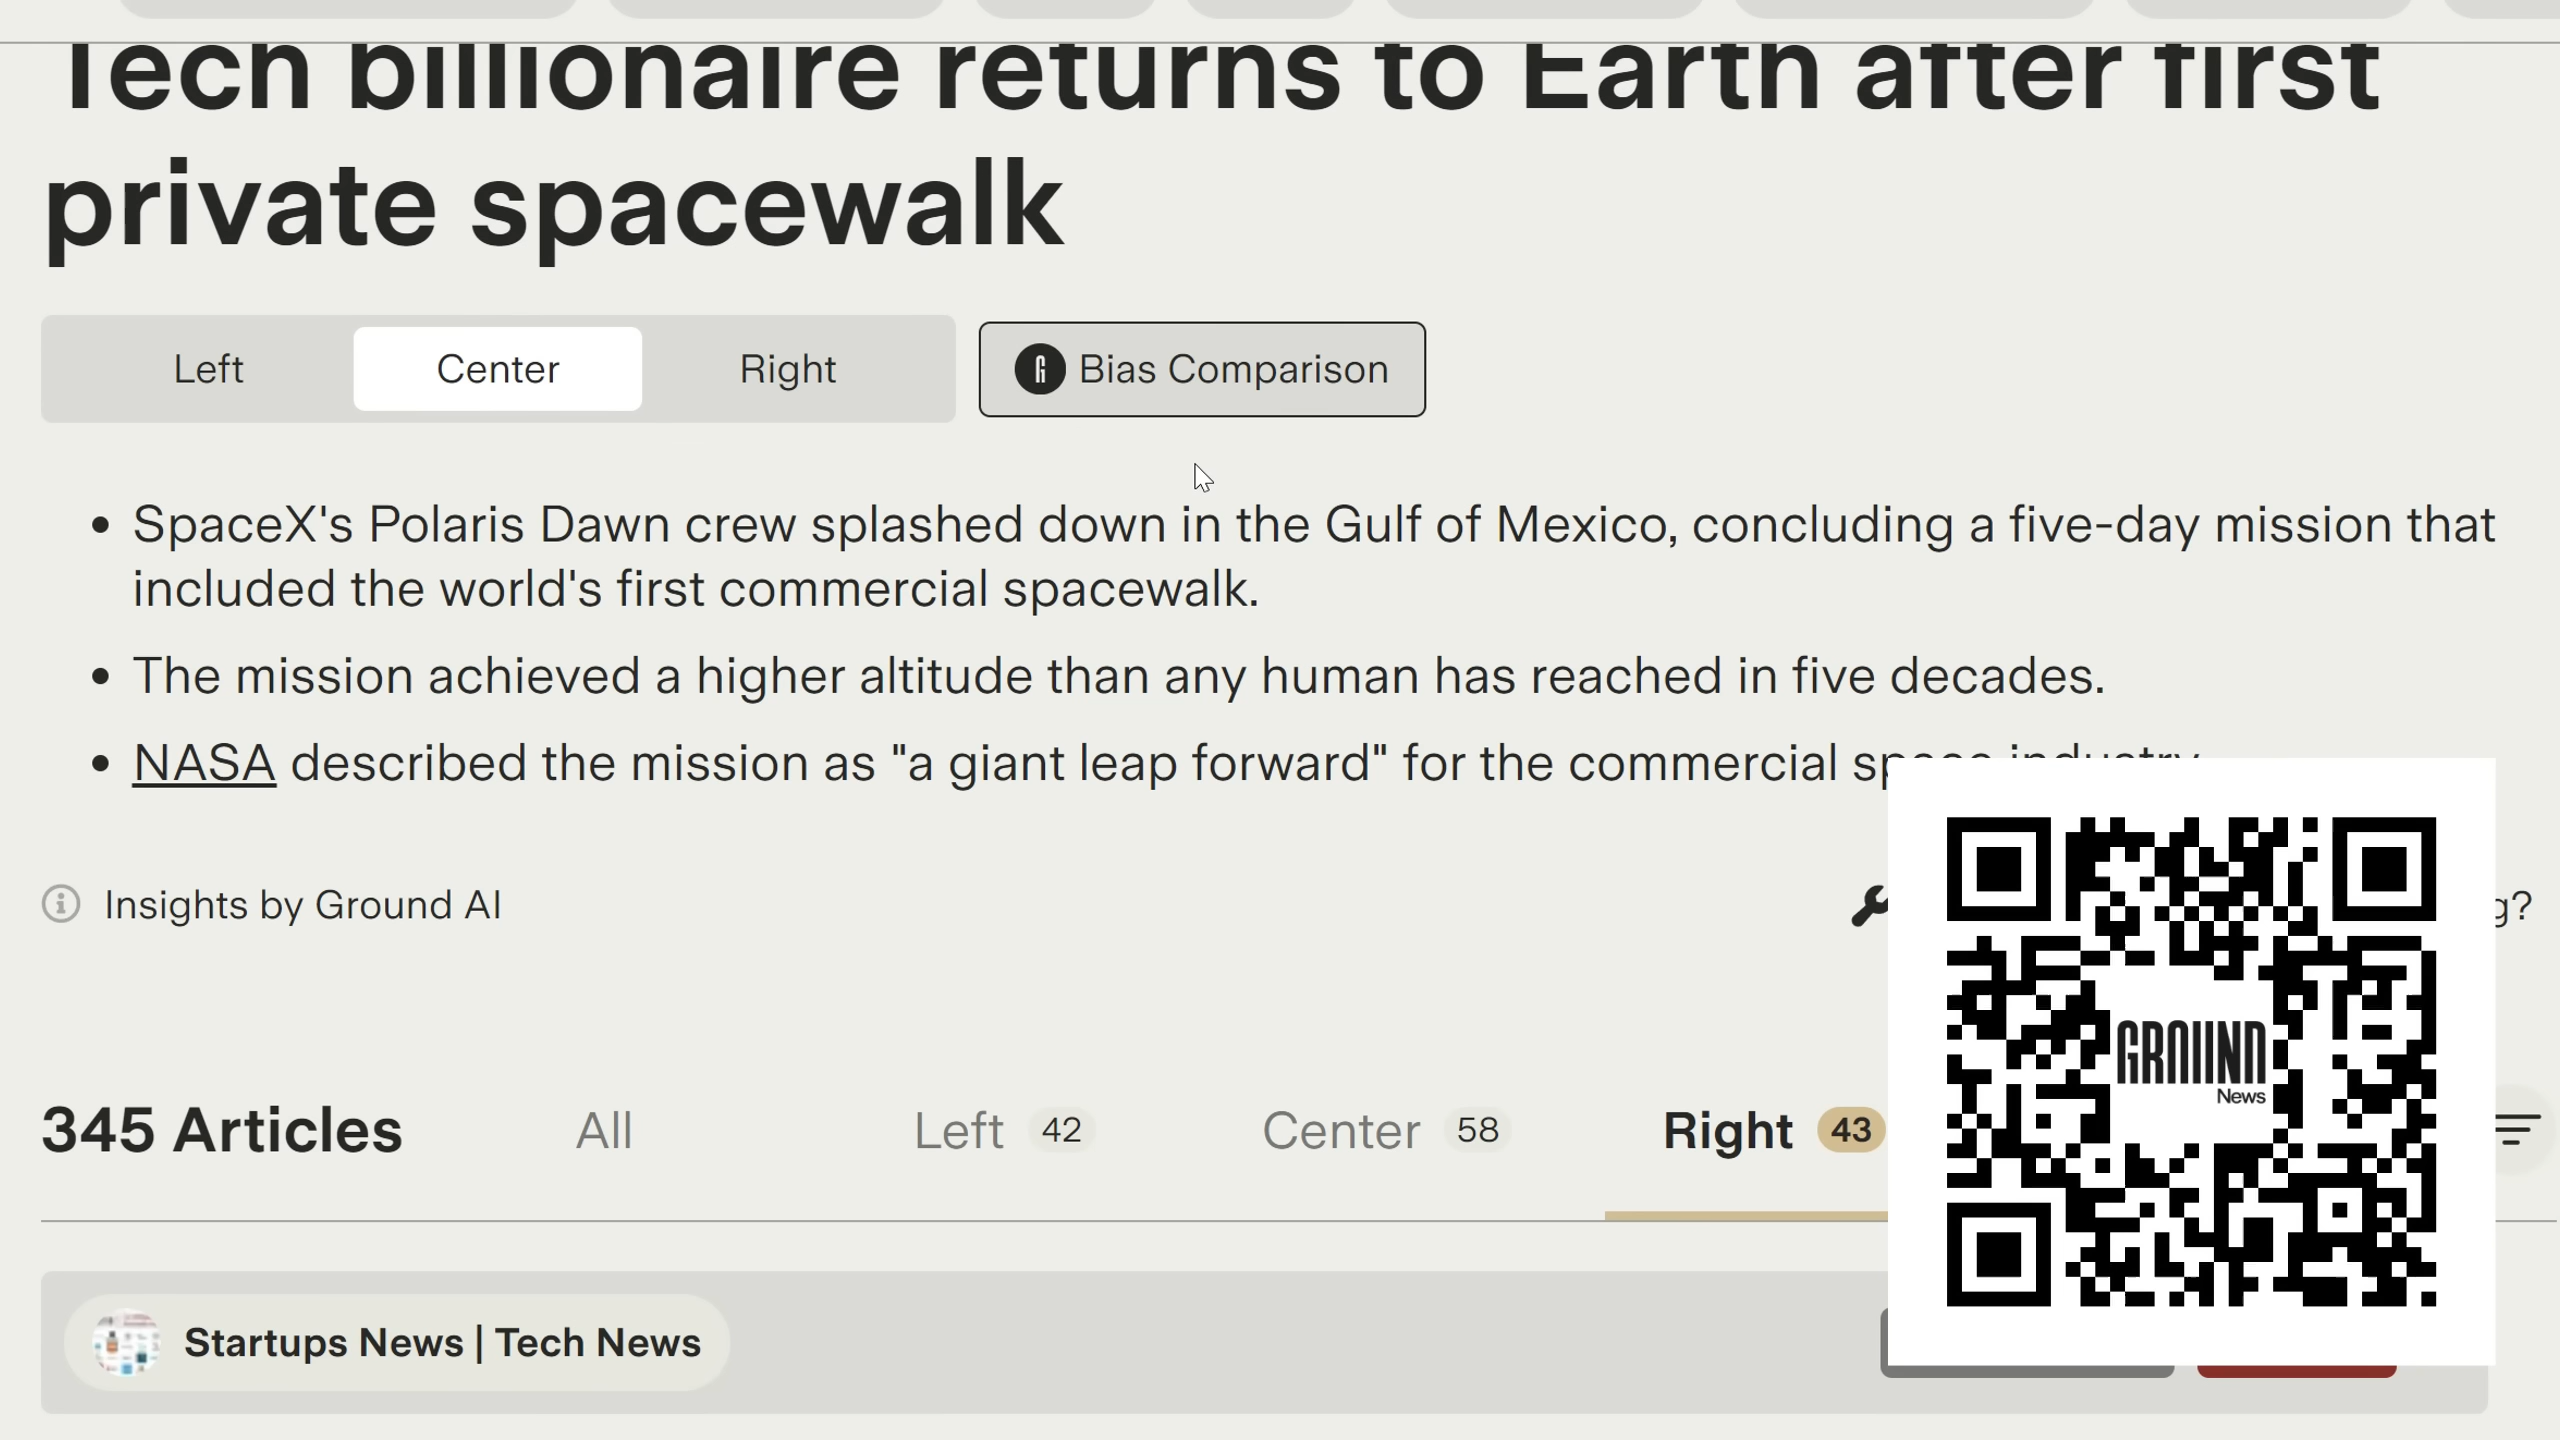 Tech billionaire returns to Earth after first
private spacewalk
Left
Center
Right
Bias Comparison
SpaceX's Polaris Dawn crew splashed down in the Gulf of Mexico, concluding a five-day mission that
included the world's first commercial spacewalk.
The mission achieved a higher altitude than any human has reached in five decades.
NASA described the mission as "a giant leap forward" for the commercial space industry
Insights by Ground AI
345 Articles
All
Left 42
Center 58
Right 43
GROUND
News
Startups News | Tech News